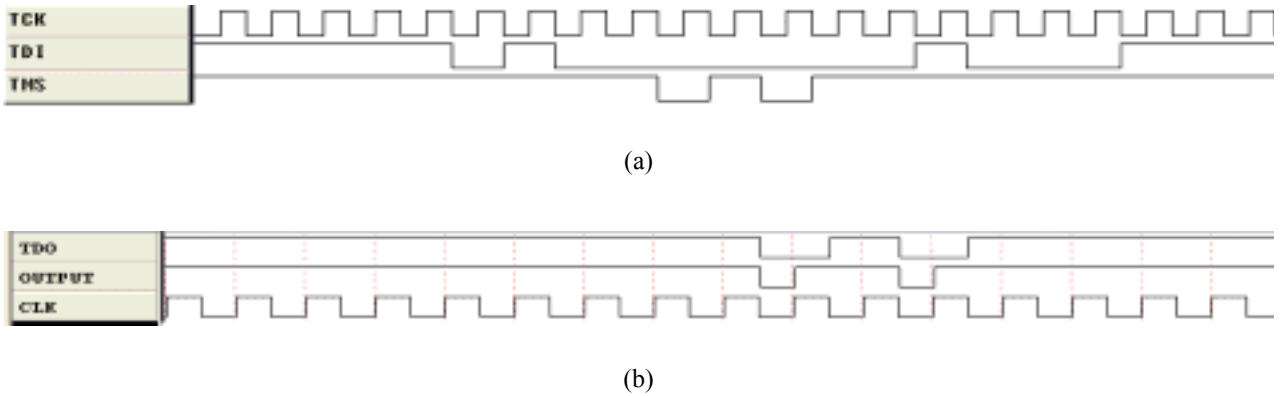 TCK
TDI
TMS
(a)
TDO
OUTPUT
CLK
(b)